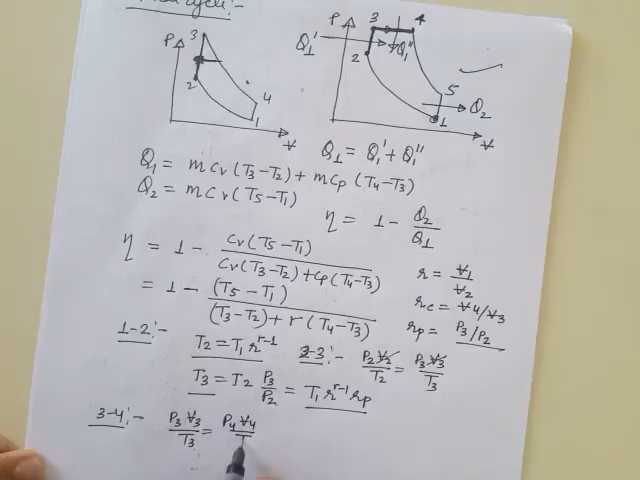 cycle:-
P 3 2 4 1 V
P 3 4 Q₁' Q₁'' 2 5 Q₂ 1 V
Q₁ = Q₁' + Q₁''
Q₁ = m Cv (T3-T2) + m Cp (T4-T3)
Q₂ = m Cv (T5-T1)
η = 1 - Q₂/Q₁
η = 1 - Cv(T5-T1) / Cv(T3-T2)+Cp(T4-T3)
= 1 - (T5-T1) / (T3-T2)+r(T4-T3)
r = V1/V2
rc = V4/V3
rp = P3/P2
1-2:- T2 = T1 r^r-1
2-3:- P2V2/T2 = P3V3/T3
T3 = T2 P3/P2 = T1 r^r-1 rp
3-4:- P3V3/T3 = P4V4/T